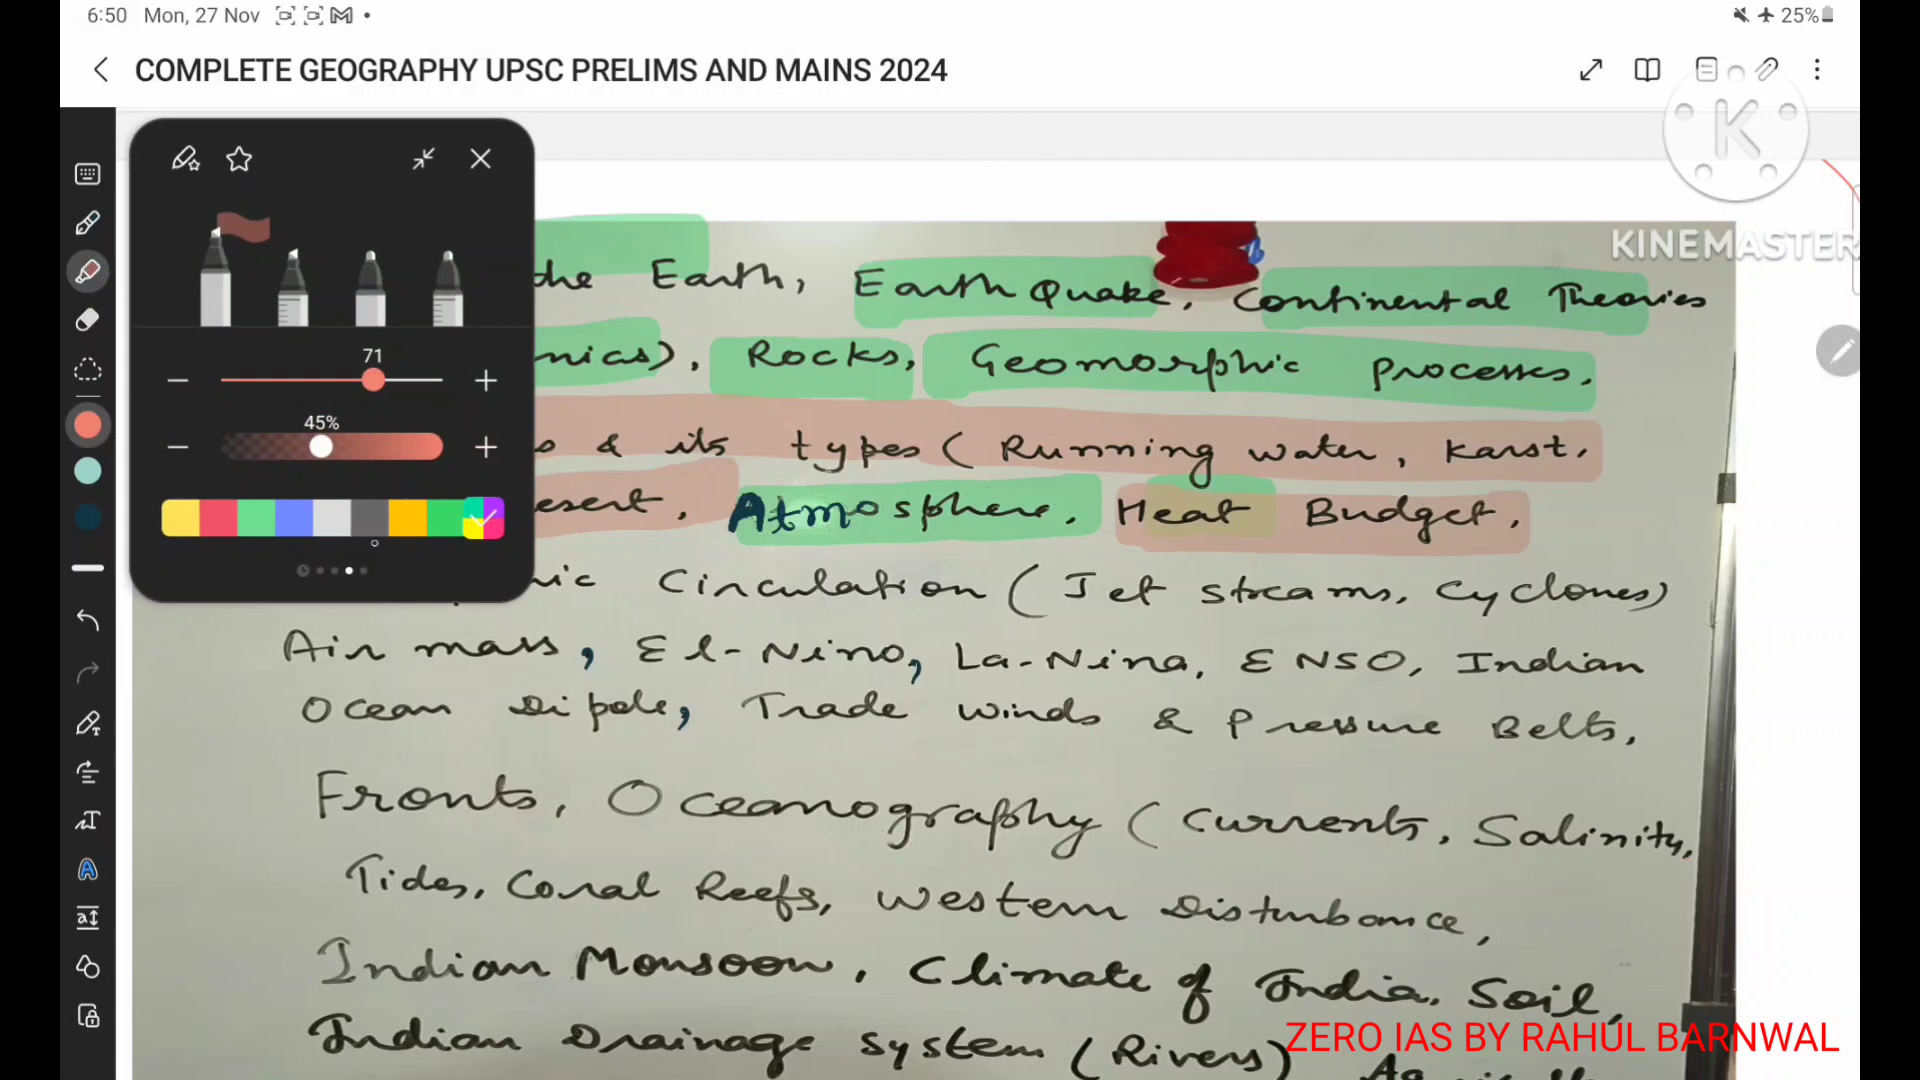 6:50 Mon, 27 Nov
25%
COMPLETE GEOGRAPHY UPSC PRELIMS AND MAINS 2024
K
KINEMASTER
71
45%
the Earth, EarthQuake, Continental Theories
nics), Rocks, Geomorphic processes,
s & its types (Running water, Karst,
esert, Atmosphere, Heat Budget,
ic Circulation (Jet streams, Cyclones)
Air mass, El-Nino, La-Nina, ENSO, Indian
Ocean Dipole, Trade winds & Pressure Belts,
Fronts, Oceanography (Currents, Salinity,
Tides, Coral Reefs, Western Disturbance,
Indian Monsoon, Climate of India, Soil,
Indian Drainage system (Rivers)
ZERO IAS BY RAHUL BARNWAL